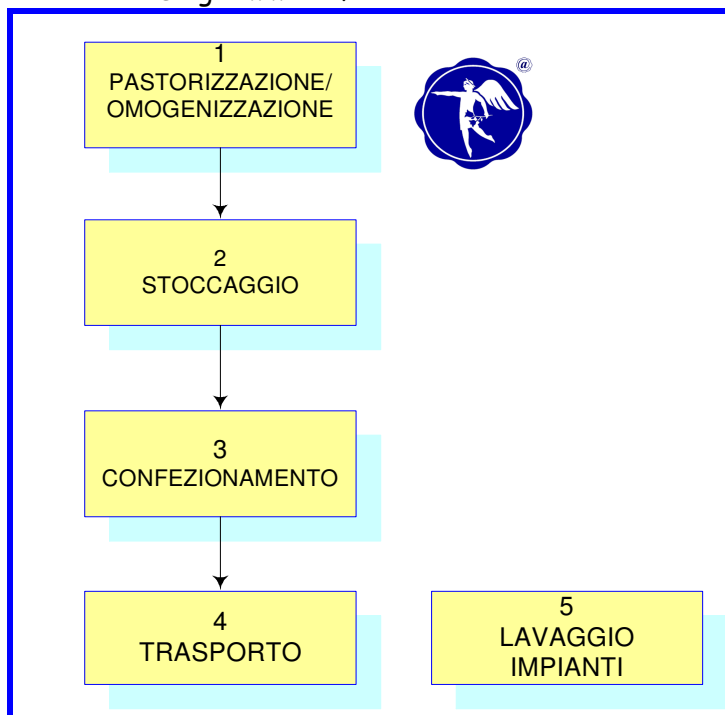 1
PASTORIZZAZIONE/
OMOGENIZZAZIONE
@
2
STOCCAGGIO
3
CONFEZIONAMENTO
4
TRASPORTO
5
LAVAGGIO
IMPIANTI